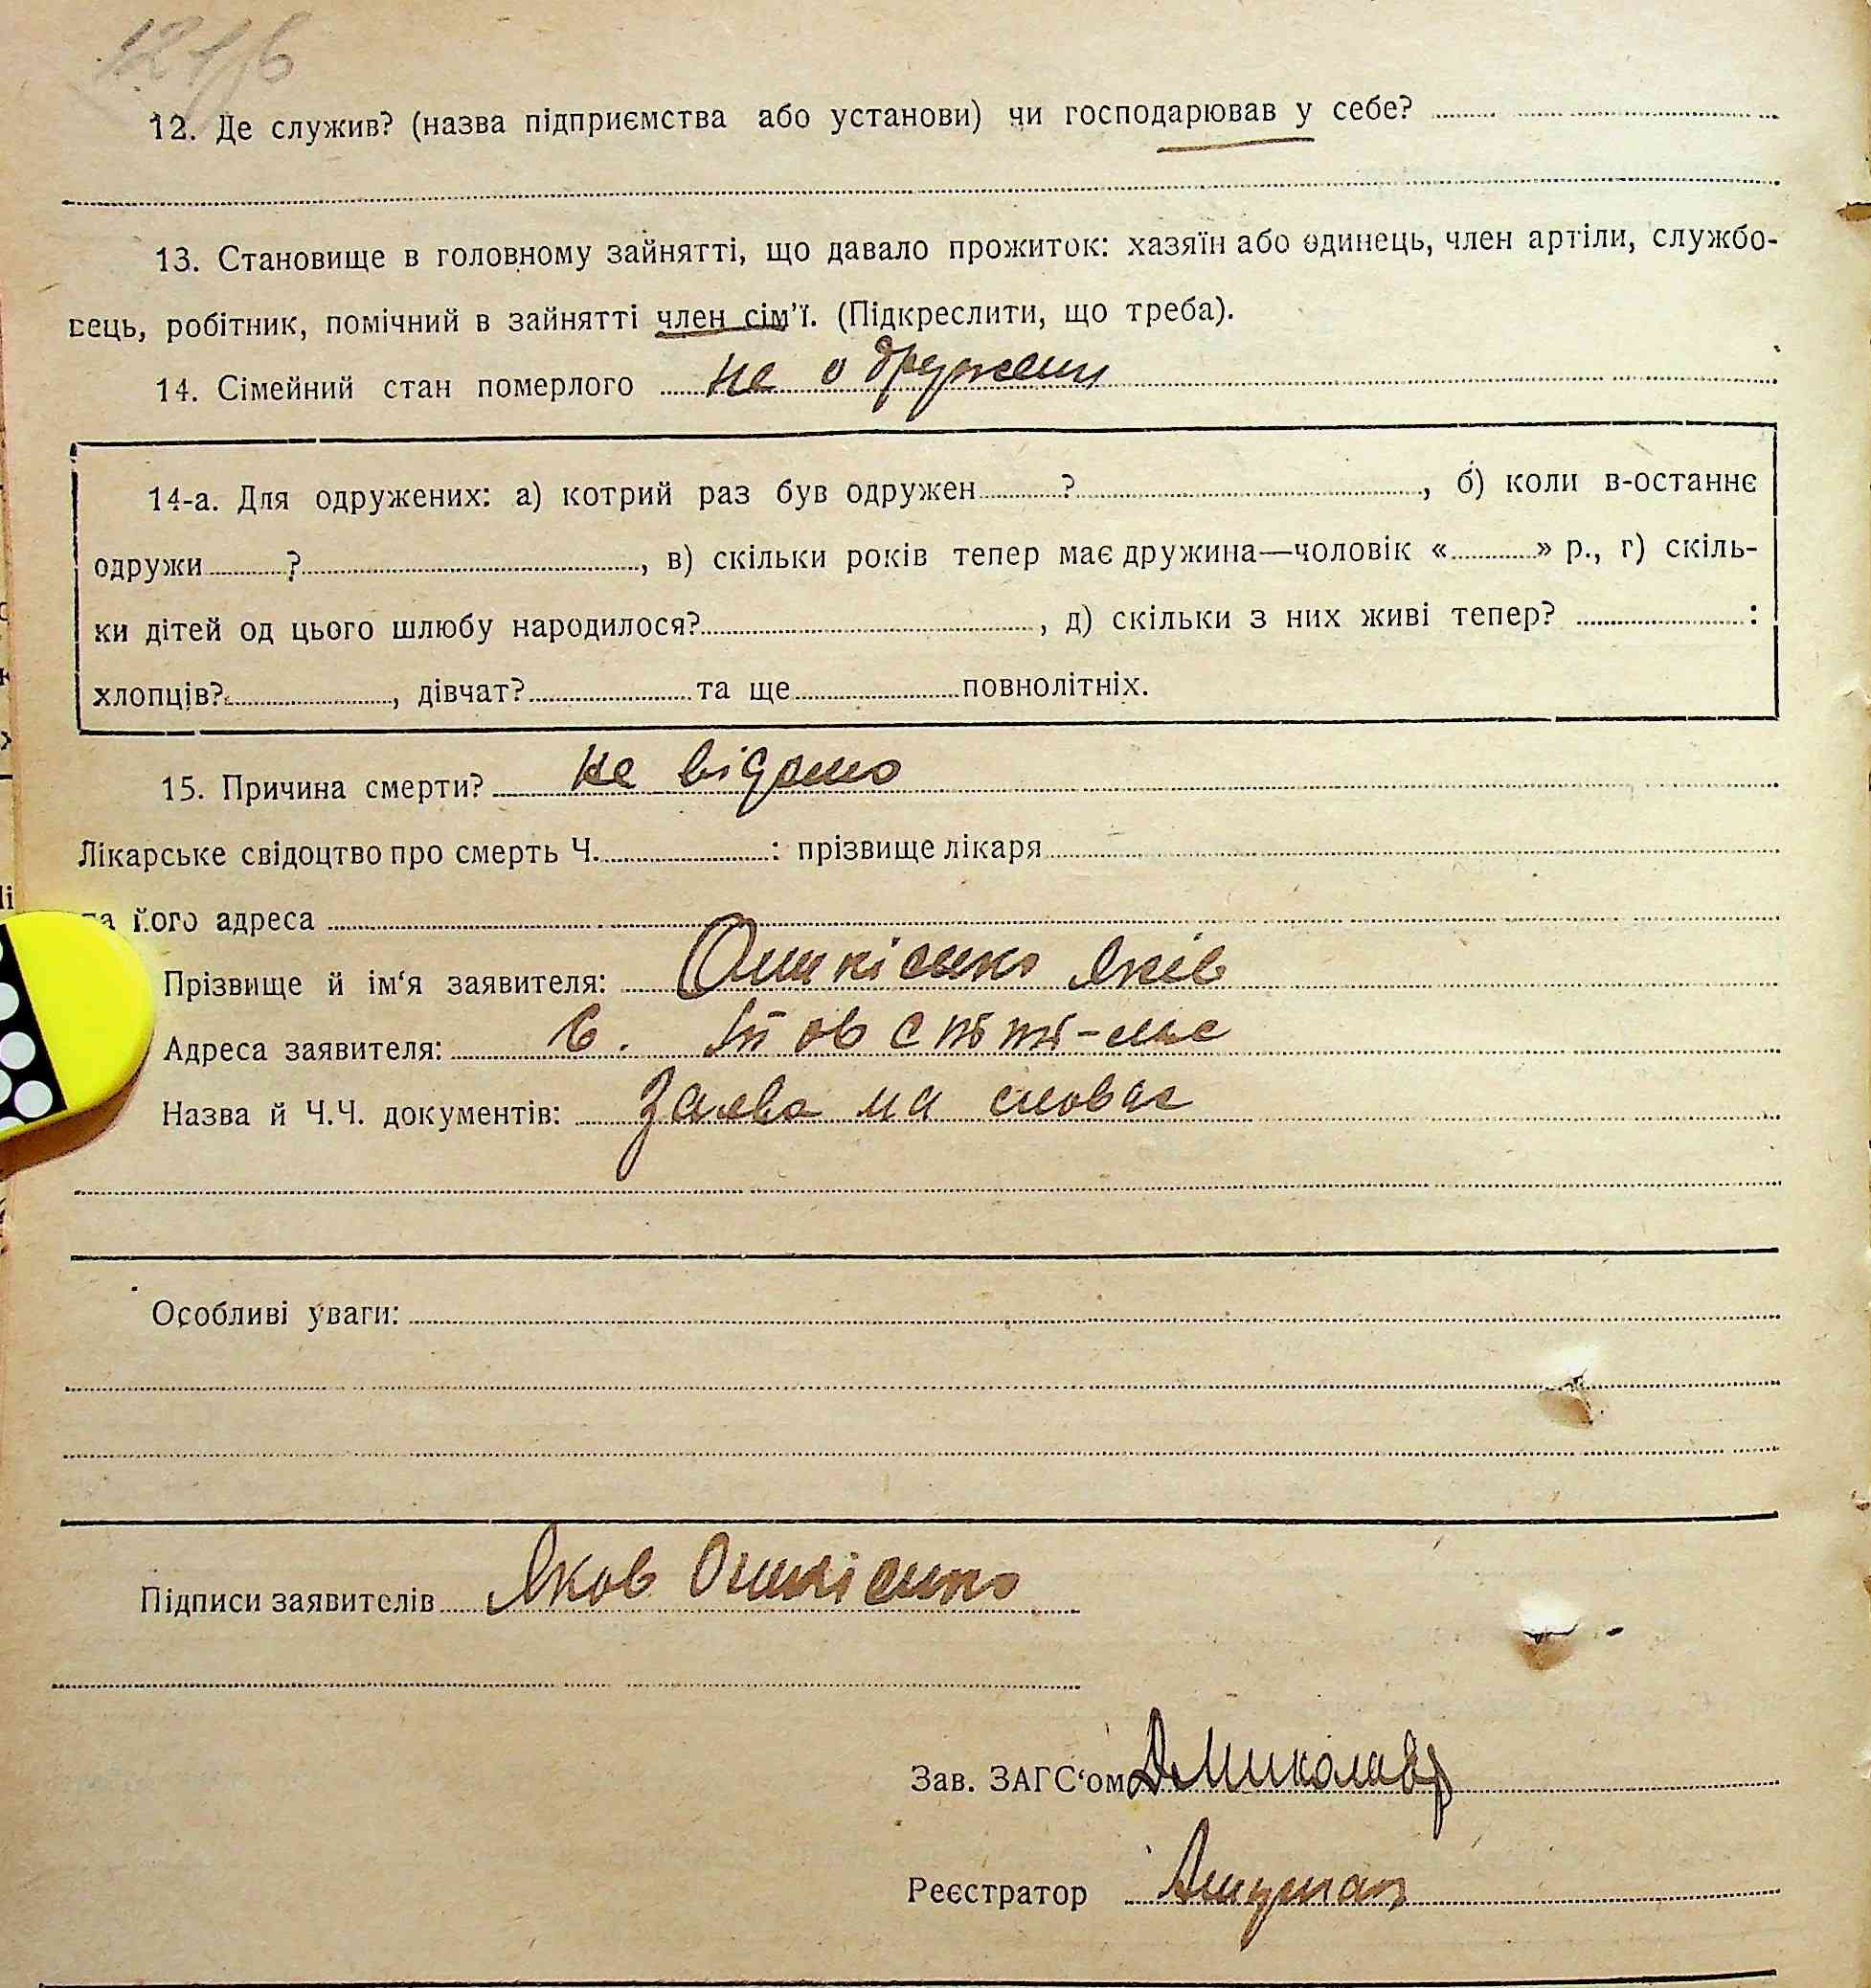 121/6
12. Де служив? (назва підприємства або установи) чи господарював у себе?
13. Становище в головному зайнятті, що давало прожиток: хазяїн або одинець, член артіли, службо-
вець, робітник, помічний в зайнятті член сім'ї. (Підкреслити, що треба).
14. Сімейний стан померлого не одружени
14-а. Для одружених: а) котрий раз був одружен ? , б) коли в-останнє
одружи ? , в) скільки років тепер має дружина—чоловік « » р., г) скіль-
ки дітей од цього шлюбу народилося? , д) скільки з них живі тепер? :
хлопців? , дівчат? та ще повнолітніх.
15. Причина смерти? не відомо
Лікарське свідоцтво про смерть Ч. : прізвище лікаря
та його адреса
Прізвище й ім'я заявителя: Яків
Адреса заявителя: с.
Назва й Ч.Ч. документів: Заява на словах
Особливі уваги:
Підписи заявителів Яков
Зав. ЗАГС'ом
Реєстратор